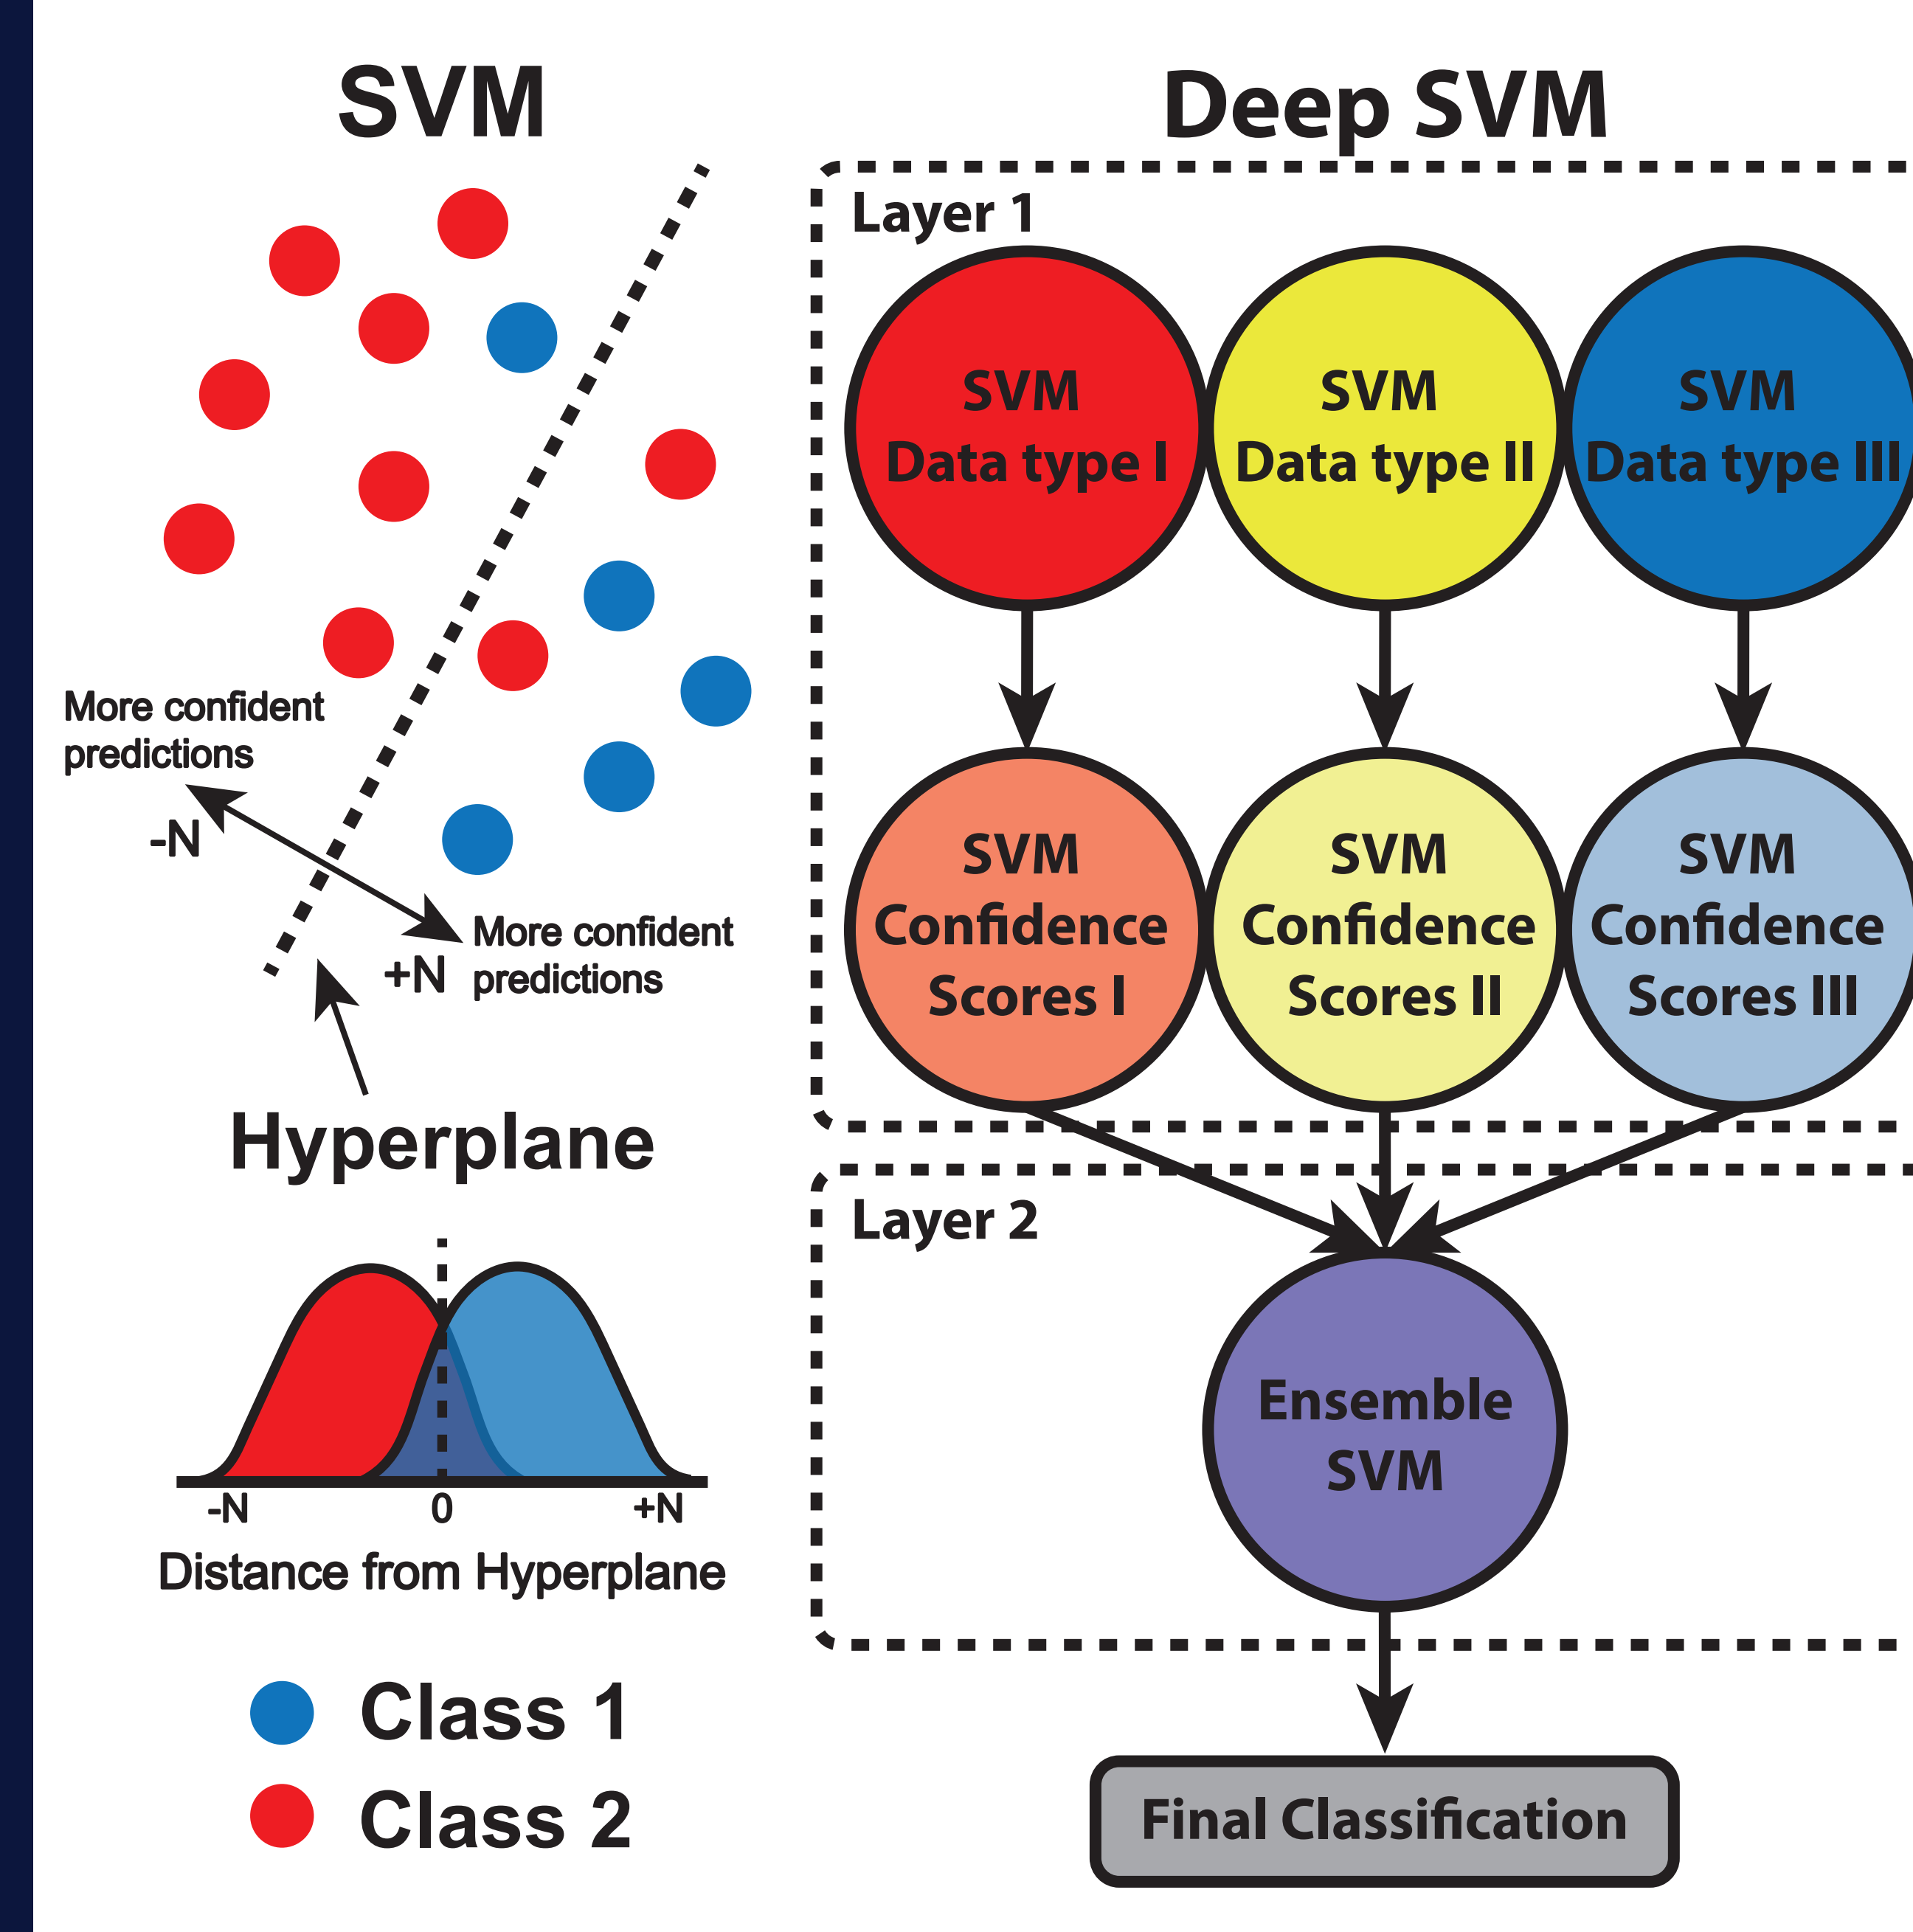 SVM
More confident
predictions
-N
+N
More confident
predictions
Hyperplane
-N 0 +N
Distance from Hyperplane
Class 1
Class 2
Deep SVM
Layer 1
SVM
Data type I
SVM
Data type II
SVM
Data type III
SVM
Confidence
Scores I
SVM
Confidence
Scores II
SVM
Confidence
Scores III
Layer 2
Ensemble
SVM
Final Classification